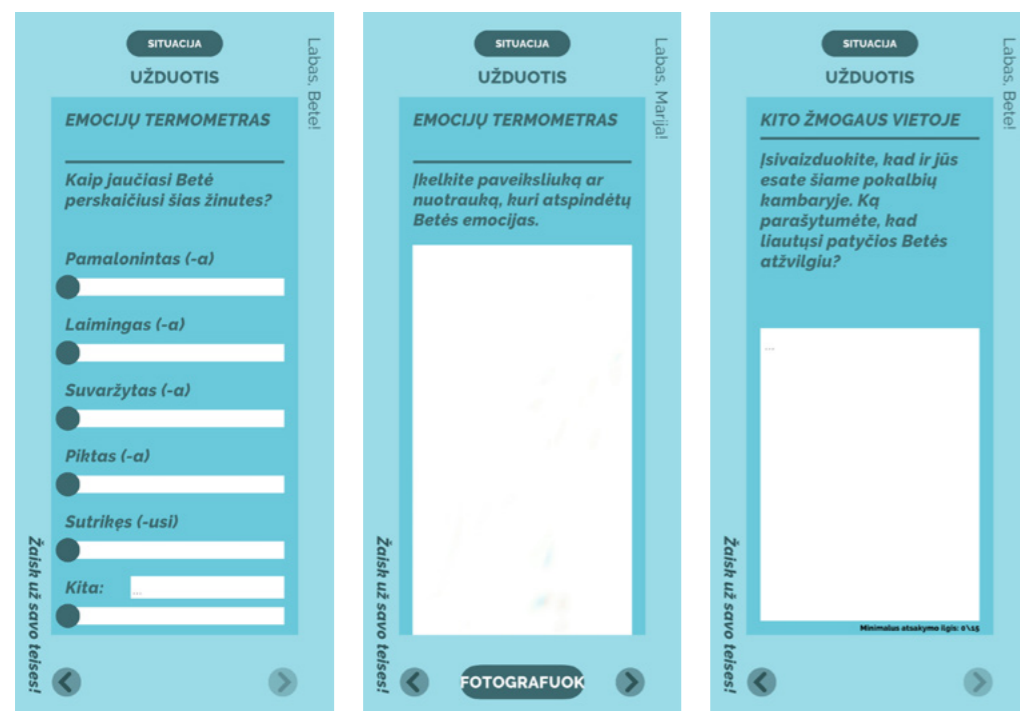 SITUACIJA
UŽDUOTIS
Labas, Bete!
EMOCIJŲ TERMOMETRAS
Kaip jaučiasi Betė
perskaičiusi šias žinutes?
Pamalonintas (-a)
Laimingas (-a)
Suvaržytas (-a)
Piktas (-a)
Sutrikęs (-usi)
Kita:
....
Žaisk už savo teises!
SITUACIJA
UŽDUOTIS
Labas, Marija!
EMOCIJŲ TERMOMETRAS
Įkelkite paveiksliuką ar
nuotrauką, kuri atspindėtų
Betės emocijas.
Žaisk už savo teises!
FOTOGRAFUOK
SITUACIJA
UŽDUOTIS
Labas, Bete!
KITO ŽMOGAUS VIETOJE
Įsivaizduokite, kad ir jūs
esate šiame pokalbių
kambaryje. Ką
parašytumėte, kad
liautųsi patyčios Betės
atžvilgiu?
....
Minimalus atsakymo ilgis: 0\15
Žaisk už savo teises!